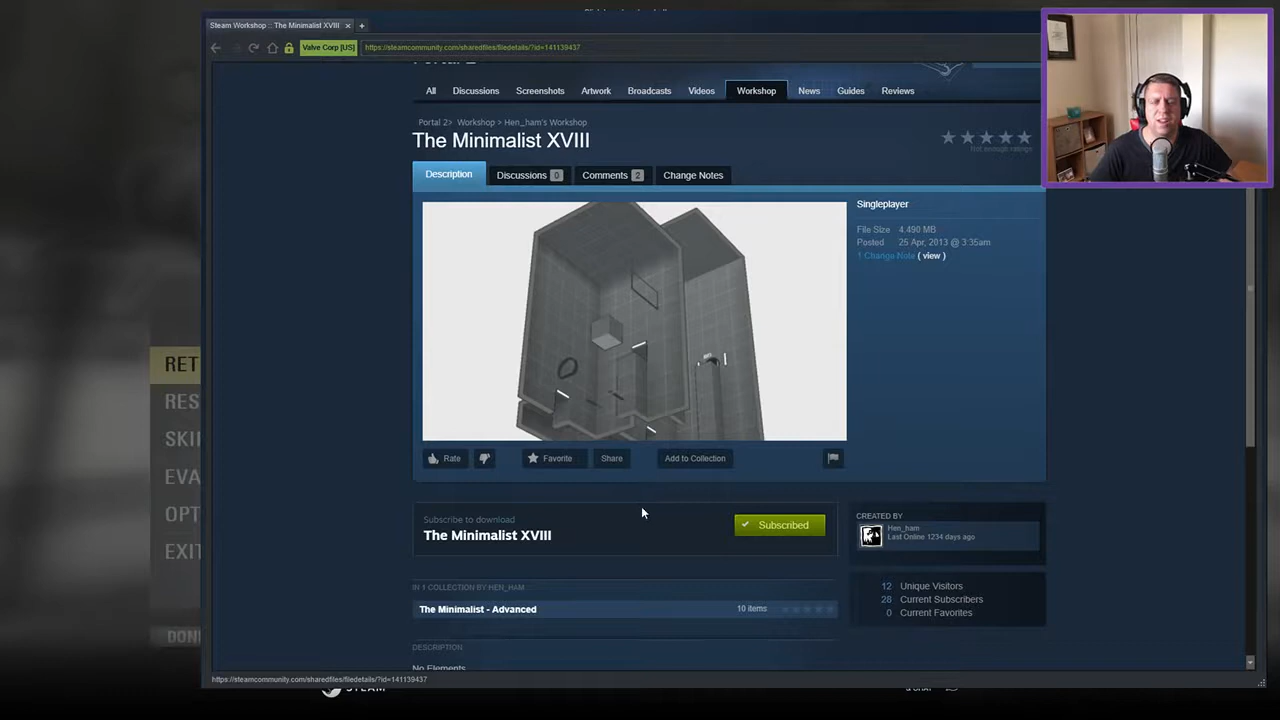 Steam Workshop :: The Minimalist XVIII × +
Valve Corp [US] https://steamcommunity.com/sharedfiles/filedetails/?id=141139437
All Discussions Screenshots Artwork Broadcasts Videos Workshop News Guides Reviews
Portal 2> Workshop > Hen_ham's Workshop
The Minimalist XVIII
Not enough ratings
Description Discussions 0 Comments 2 Change Notes
Singleplayer
File Size 4.490 MB
Posted 25 Apr, 2013 @ 3:35am
1 Change Note ( view )
Rate Favorite Share Add to Collection
Subscribe to download
The Minimalist XVIII
Subscribed
CREATED BY
Hen_ham
Last Online 1234 days ago
12 Unique Visitors
28 Current Subscribers
0 Current Favorites
IN 1 COLLECTION BY HEN_HAM
The Minimalist - Advanced 10 items
DESCRIPTION
No Elements
https://steamcommunity.com/sharedfiles/filedetails/?id=141139437
RET
RES
SKI
EVA
OPT
EXIT
STEAM